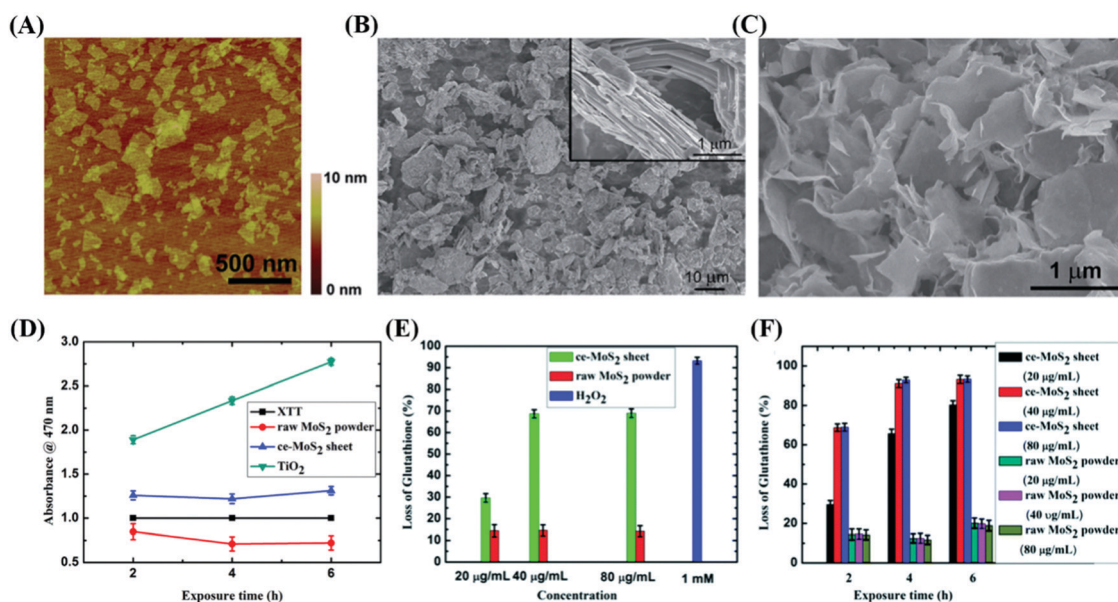 (A)
10 nm
0 nm
500 nm
(B)
1 µm
10 µm
(C)
1 µm
(D)
Absorbance @ 470 nm
3.0
2.5
2.0
1.5
1.0
0.5
XTT
raw MoS2 powder
ce-MoS2 sheet
TiO2
2 4 6
Exposure time (h)
(E)
Loss of Glutathione (%)
100
90
80
70
60
50
40
30
20
10
0
ce-MoS2 sheet
raw MoS2 powder
H2O2
20 µg/mL 40 µg/mL 80 µg/mL 1 mM
Concentration
(F)
Loss of Glutathione (%)
100
80
60
40
20
0
ce-MoS2 sheet
(20 µg/mL)
ce-MoS2 sheet
(40 µg/mL)
ce-MoS2 sheet
(80 µg/mL)
raw MoS2 powder
(20 µg/mL)
raw MoS2 powder
(40 υg/mL)
raw MoS2 powder
(80 µg/mL)
2 4 6
Exposure time (h)